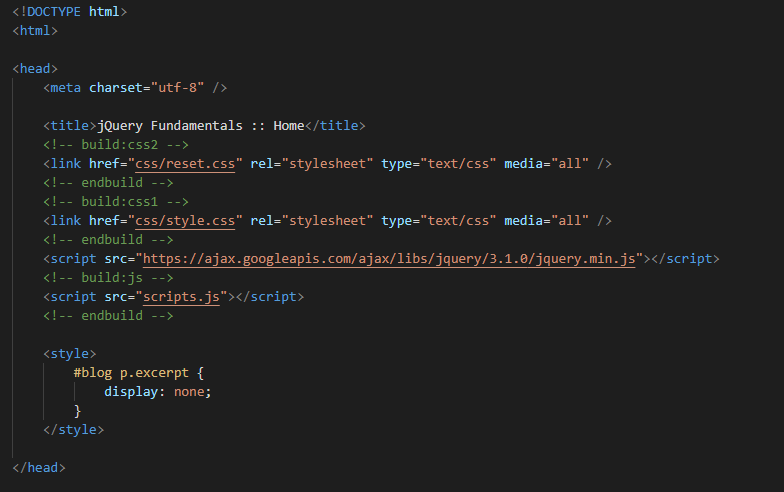 <!DOCTYPE html>
<html>
<head>
<meta charset="utf-8" />
<title>jQuery Fundamentals :: Home</title>
<!-- build:css2 -->
<link href="css/reset.css" rel="stylesheet" type="text/css" media="all" />
<!-- endbuild -->
<!-- build:css1 -->
<link href="css/style.css" rel="stylesheet" type="text/css" media="all" />
<!-- endbuild -->
<script src="https://ajax.googleapis.com/ajax/libs/jquery/3.1.0/jquery.min.js"></script>
<!-- build:js -->
<script src="scripts.js"></script>
<!-- endbuild -->
<style>
#blog p.excerpt {
display: none;
}
</style>
</head>